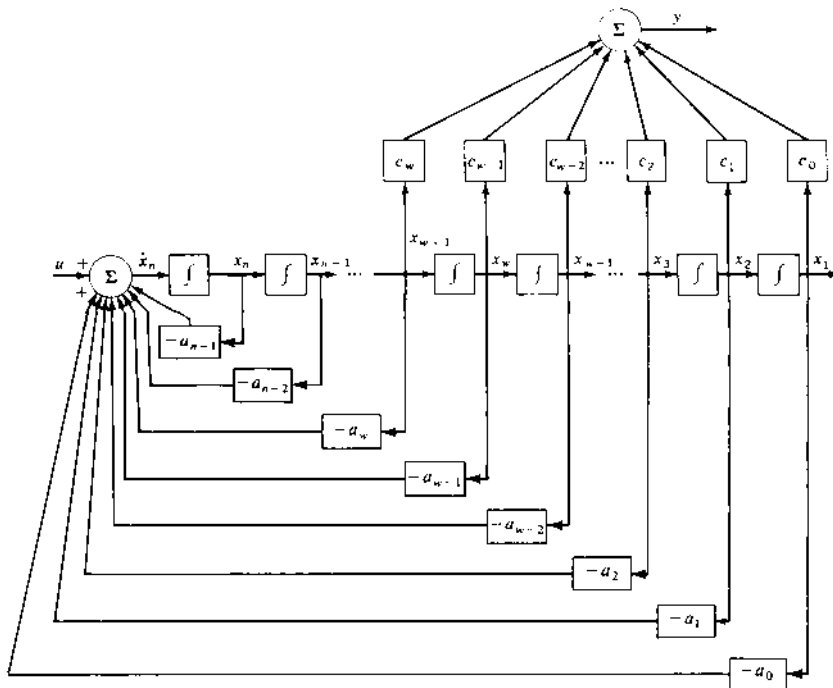 Σ y
c_w c_{w-1} c_{w-2} ... c_2 c_1 c_0
u + ẋ_n x_n x_{n-1} ... x_{w+1} x_w x_{w-1} ... x_3 x_2 x_1
Σ ∫ ∫ ∫ ∫ ∫ ∫
+
-a_{n-1}
-a_{n-2}
-a_w
-a_{w-1}
-a_{w-2}
-a_2
-a_1
-a_0